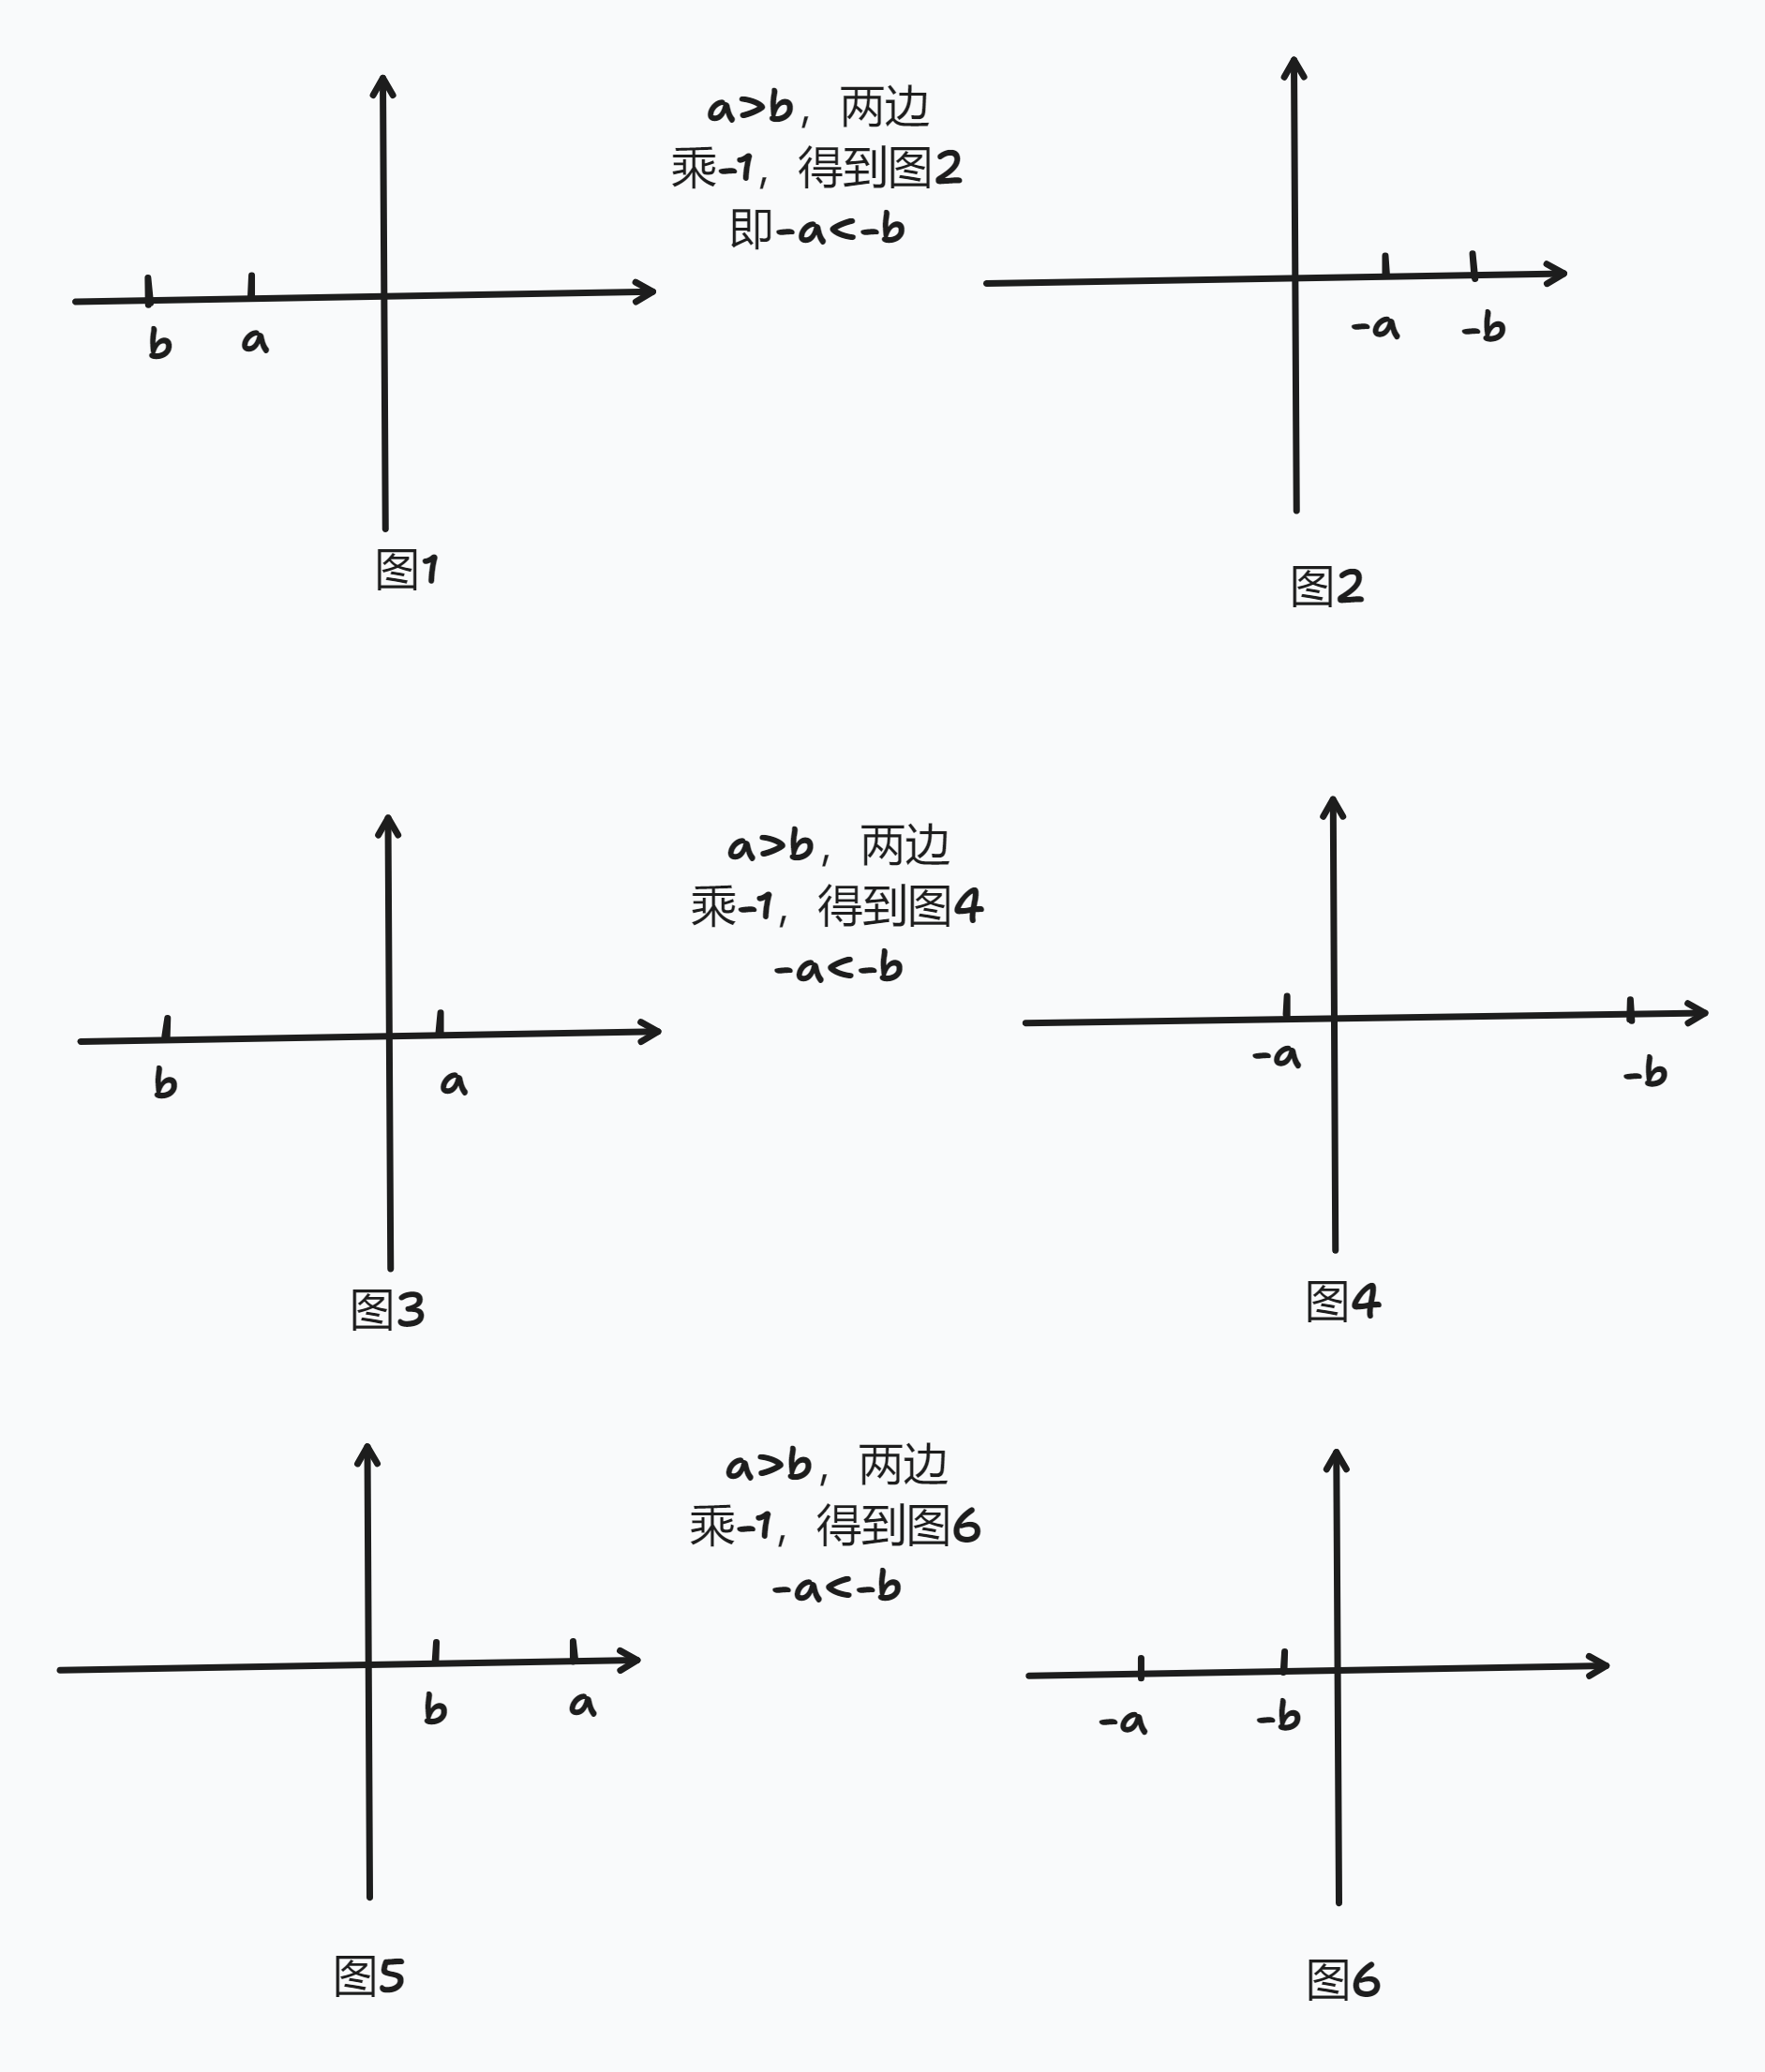 a>b，两边
乘-1，得到图2
即-a<-b
b
a
-a
-b
图1
图2
a>b，两边
乘-1，得到图4
-a<-b
b
a
-a
-b
图3
图4
a>b，两边
乘-1，得到图6
-a<-b
b
a
-a
-b
图5
图6